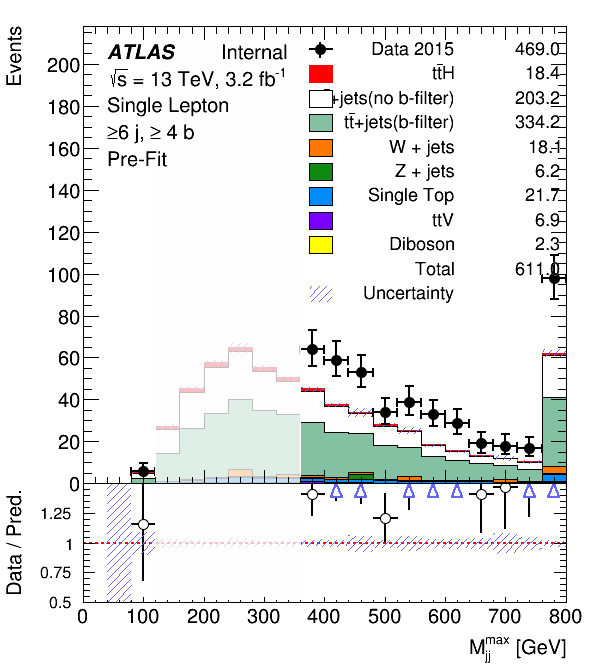 Events
ATLAS Internal
√s = 13 TeV, 3.2 fb-1
Single Lepton
≥6 j, ≥ 4 b
Pre-Fit
Data 2015 469.0
tt̄H 18.4
+jets(no b-filter) 203.2
tt̄+jets(b-filter) 334.2
W + jets 18.1
Z + jets 6.2
Single Top 21.7
ttV 6.9
Diboson 2.3
Total 611.0
Uncertainty
200
180
160
140
120
100
80
60
40
20
0
Data / Pred.
1.25
1
0.75
0.5
0 100 200 300 400 500 600 700 800
M jj max [GeV]